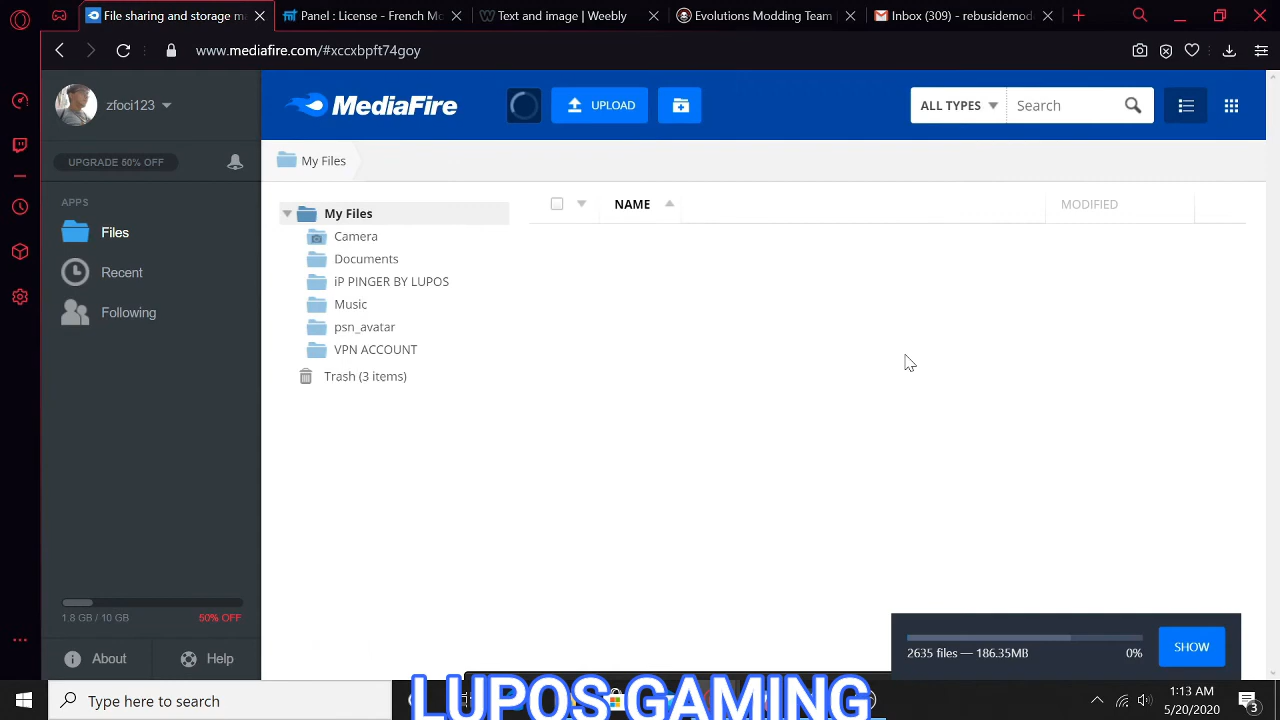 File sharing and storage ma
Panel : License - French Mo
Text and Image | Weebly
Evolutions Modding Team
Inbox (309) - rebusidemod
www.mediafire.com/#xccxbpft74goy
zfoci123
MediaFire
UPLOAD
ALL TYPES
Search
UPGRADE 50% OFF
My Files
APPS
Files
Recent
Following
My Files
Camera
Documents
iP PINGER BY LUPOS
Music
psn_avatar
VPN ACCOUNT
Trash (3 items)
NAME
MODIFIED
1.8 GB / 10 GB
50% OFF
2635 files — 186.35MB
0%
SHOW
About
Help
LUPOS GAMING
Type here to search
1:13 AM
5/20/2020
3